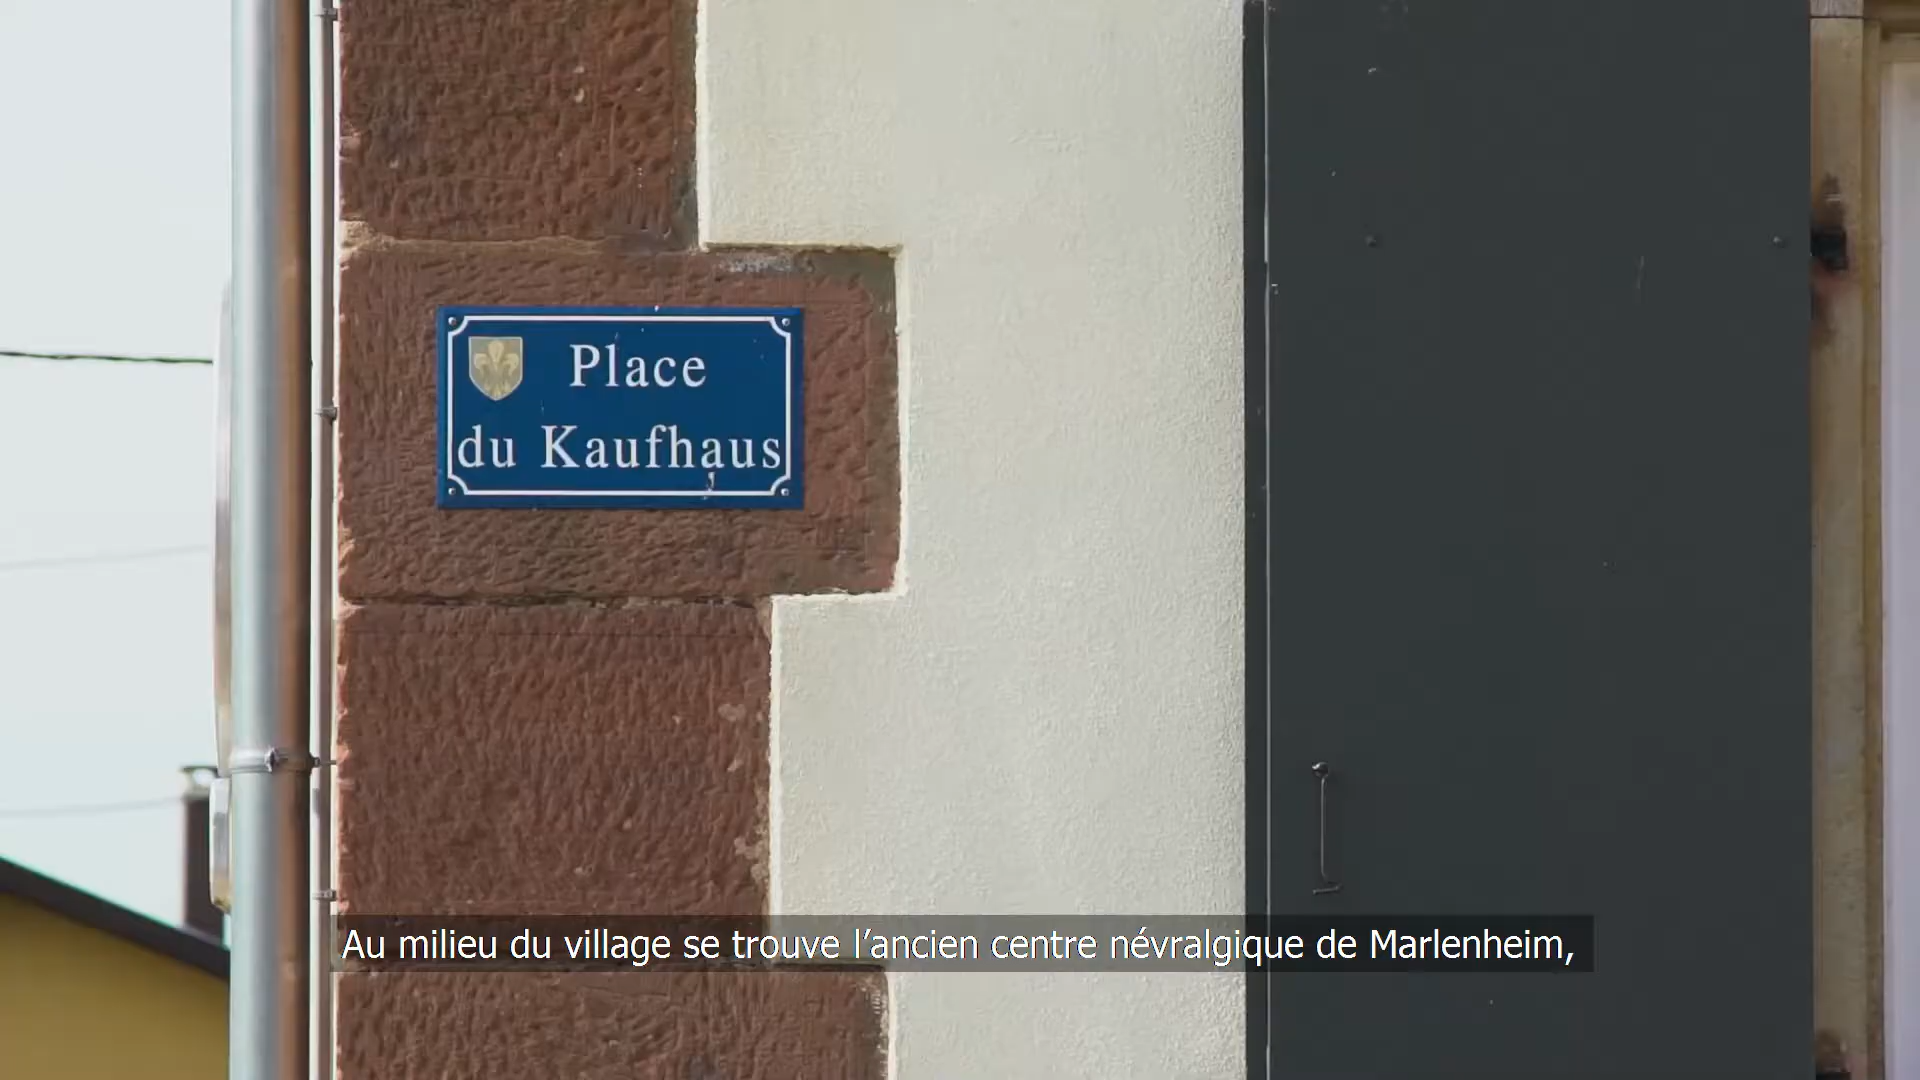 Place
du Kaufhaus
Au milieu du village se trouve l’ancien centre névralgique de Marlenheim,